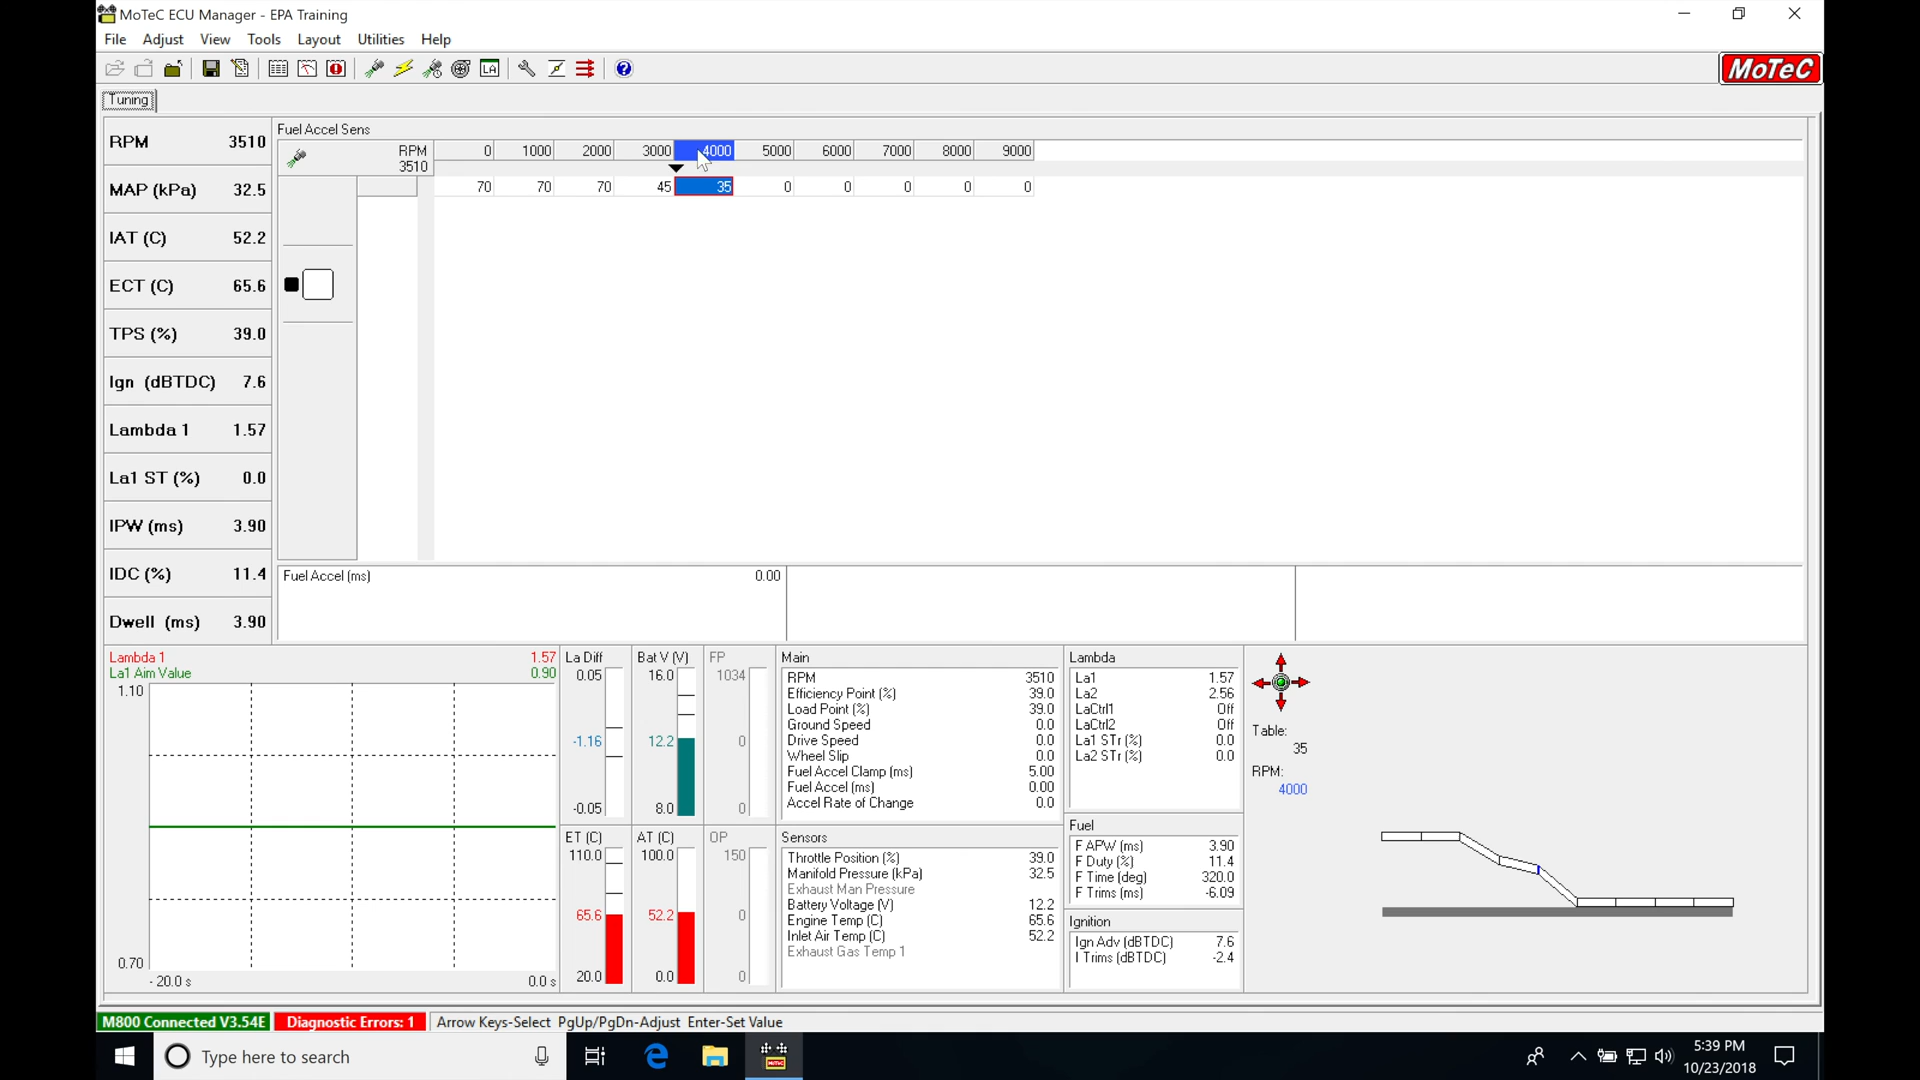 MoTeC ECU Manager - EPA Training
File Adjust View Tools Layout Utilities Help
LA
MoTeC
Tuning
RPM 3510
MAP (kPa) 32.5
IAT (C) 52.2
ECT (C) 65.6
TPS (%) 39.0
Ign (dBTDC) 7.6
Lambda 1 1.57
La1 ST (%) 0.0
IPW (ms) 3.90
IDC (%) 11.4
Dwell (ms) 3.90
Fuel Accel Sens
RPM 0 1000 2000 3000 4000 5000 6000 7000 8000 9000
3510
70 70 70 45 35 0 0 0 0 0
Fuel Accel (ms) 0.00
Lambda 1 1.57
La1 Aim Value 0.90
1.10
0.70
-20.0 s 0.0 s
La Diff
0.05
-1.16
-0.05
Bat V (V)
16.0
12.2
8.0
FP
1034
0
0
ET (C)
110.0
65.6
20.0
AT (C)
100.0
52.2
0.0
OP
150
0
0
Main
RPM 3510
Efficiency Point (%) 39.0
Load Point (%) 39.0
Ground Speed 0.0
Drive Speed 0.0
Wheel Slip 0.0
Fuel Accel Clamp (ms) 5.00
Fuel Accel (ms) 0.00
Accel Rate of Change 0.0
Sensors
Throttle Position (%) 39.0
Manifold Pressure (kPa) 32.5
Exhaust Man Pressure
Battery Voltage (V) 12.2
Engine Temp (C) 65.6
Inlet Air Temp (C) 52.2
Exhaust Gas Temp 1
Lambda
La1 1.57
La2 2.56
LaCtrl1 Off
LaCtrl2 Off
La1 STr (%) 0.0
La2 STr (%) 0.0
Fuel
F APW (ms) 3.90
F Duty (%) 11.4
F Time (deg) 320.0
F Trims (ms) -6.09
Ignition
Ign Adv (dBTDC) 7.6
I Trims (dBTDC) -2.4
Table:
35
RPM:
4000
M800 Connected V3.54E Diagnostic Errors: 1 Arrow Keys-Select PgUp/PgDn-Adjust Enter-Set Value
Type here to search
5:39 PM
10/23/2018